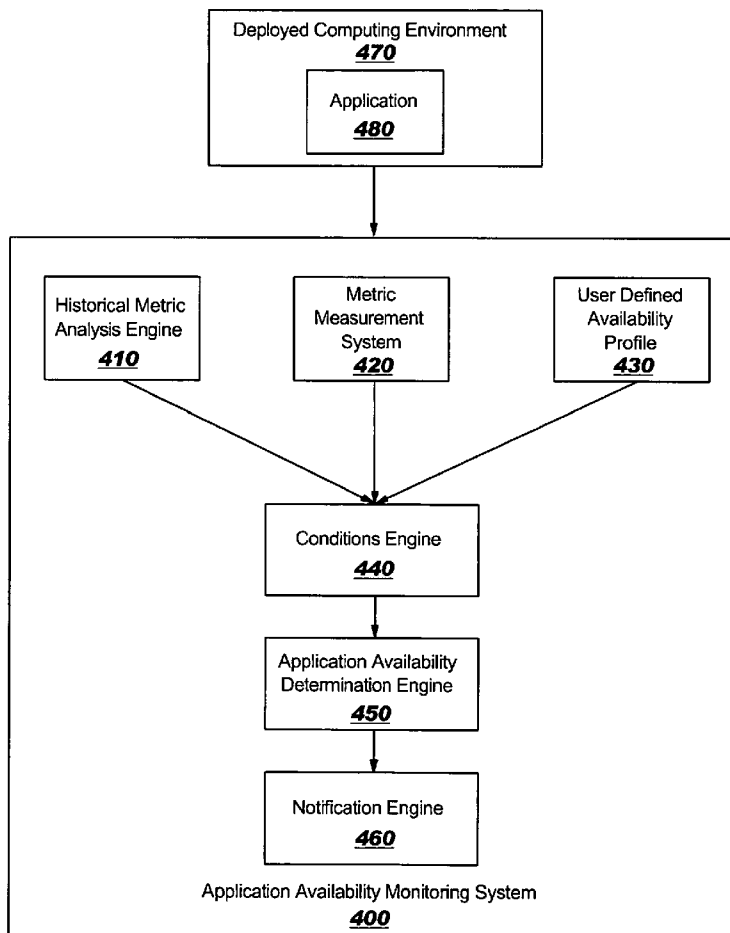 Deployed Computing Environment
470
Application
480
Historical Metric
Analysis Engine
410
Metric
Measurement
System
420
User Defined
Availability
Profile
430
Conditions Engine
440
Application Availability
Determination Engine
450
Notification Engine
460
Application Availability Monitoring System
400